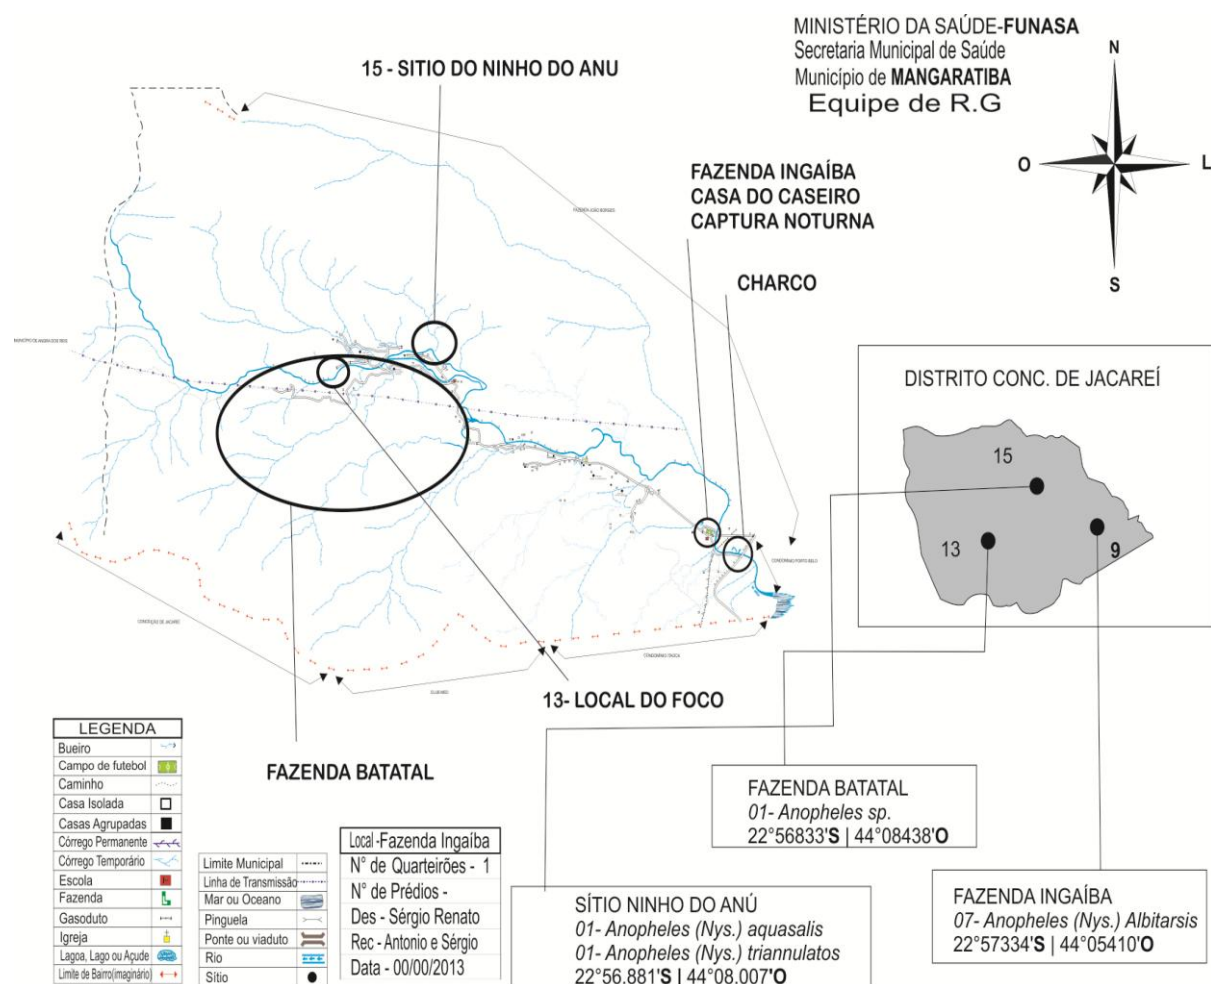 MINISTÉRIO DA SAÚDE-FUNASA
Secretaria Municipal de Saúde
Município de MANGARATIBA
Equipe de R.G
N
O
L
S
15 - SITIO DO NINHO DO ANU
FAZENDA INGAÍBA
CASA DO CASEIRO
CAPTURA NOTURNA
CHARCO
FAZENDA JOÃO BORGES
CONDOMÍNIO PORTO BELO
13- LOCAL DO FOCO
FAZENDA BATATAL
DISTRITO CONC. DE JACAREÍ
15
13
9
FAZENDA BATATAL
01- Anopheles sp.
22°56833'S | 44°08438'O
SÍTIO NINHO DO ANÚ
01- Anopheles (Nys.) aquasalis
01- Anopheles (Nys.) triannulatos
22°56.881'S | 44°08.007'O
FAZENDA INGAÍBA
07- Anopheles (Nys.) Albitarsis
22°57334'S | 44°05410'O
LEGENDA
Bueiro
Campo de futebol
Caminho
Casa Isolada
Casas Agrupadas
Córrego Permanente
Córrego Temporário
Escola
Fazenda
Gasoduto
Igreja
Lagoa, Lago ou Açude
Limite de Bairro(imaginário)
Limite Municipal
Linha de Transmissão
Mar ou Oceano
Pinguela
Ponte ou viaduto
Rio
Sítio
Local -Fazenda Ingaíba
N° de Quarteirões - 1
N° de Prédios -
Des - Sérgio Renato
Rec - Antonio e Sérgio
Data - 00/00/2013